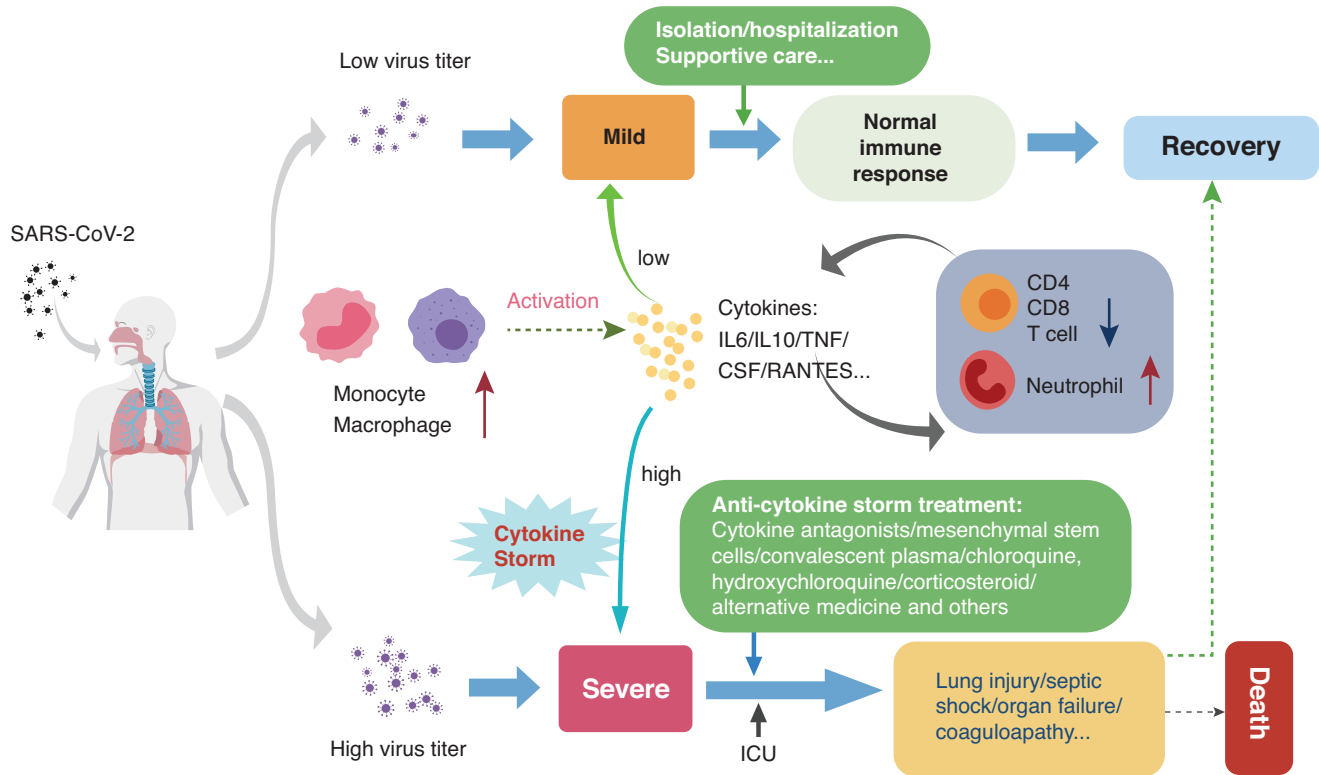 Isolation/hospitalization
Supportive care...
Low virus titer
Mild
Normal
immune
response
Recovery
SARS-CoV-2
low
Activation
Monocyte
Macrophage
Cytokines:
IL6/IL10/TNF/
CSF/RANTES...
CD4
CD8
T cell
Neutrophil
high
Cytokine
Storm
Anti-cytokine storm treatment:
Cytokine antagonists/mesenchymal stem
cells/convalescent plasma/chloroquine,
hydroxychloroquine/corticosteroid/
alternative medicine and others
High virus titer
Severe
ICU
Lung injury/septic
shock/organ failure/
coaguloapathy...
Death